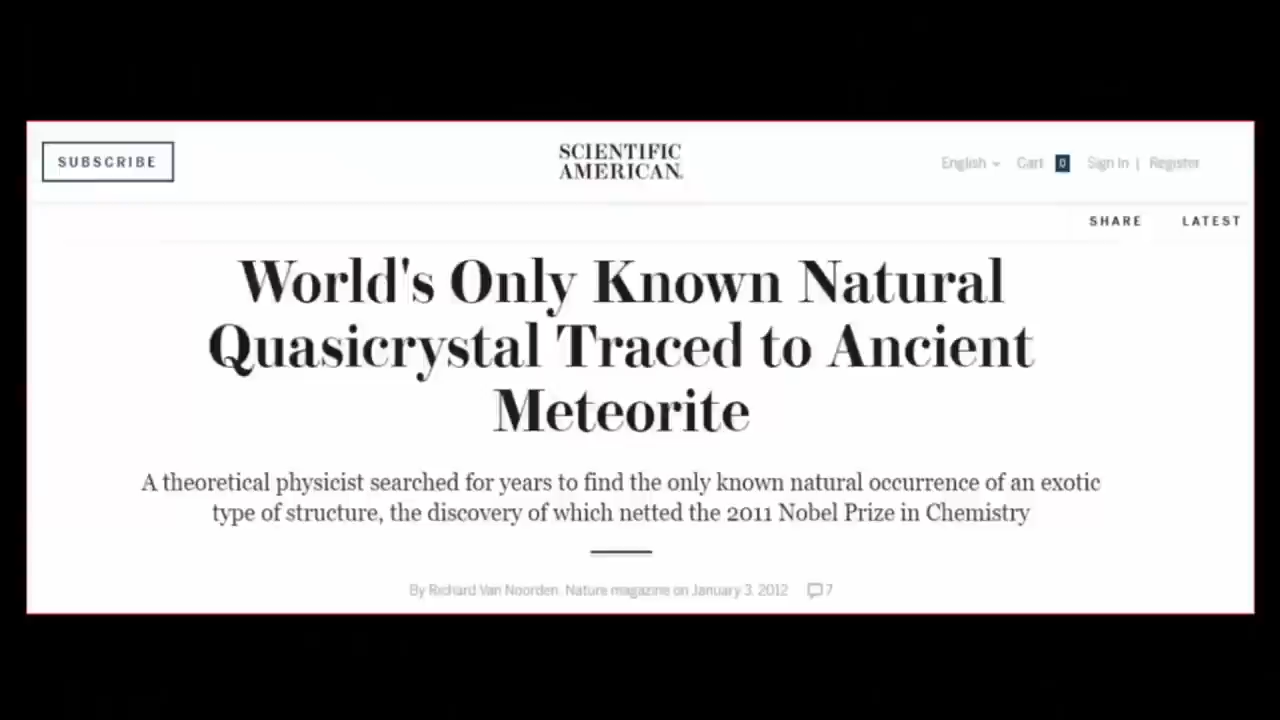 SUBSCRIBE
SCIENTIFIC
AMERICAN.
English Cart 0 Sign In | Register
SHARE LATEST
World's Only Known Natural
Quasicrystal Traced to Ancient
Meteorite
A theoretical physicist searched for years to find the only known natural occurrence of an exotic
type of structure, the discovery of which netted the 2011 Nobel Prize in Chemistry
By Richard Van Noorden, Nature magazine on January 3, 2012 7